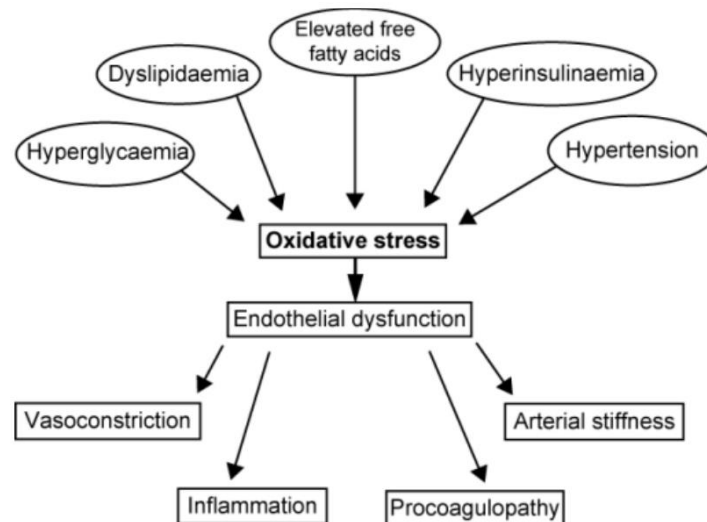 Elevated free
fatty acids
Dyslipidaemia
Hyperinsulinaemia
Hyperglycaemia
Hypertension
Oxidative stress
Endothelial dysfunction
Vasoconstriction
Arterial stiffness
Inflammation
Procoagulopathy